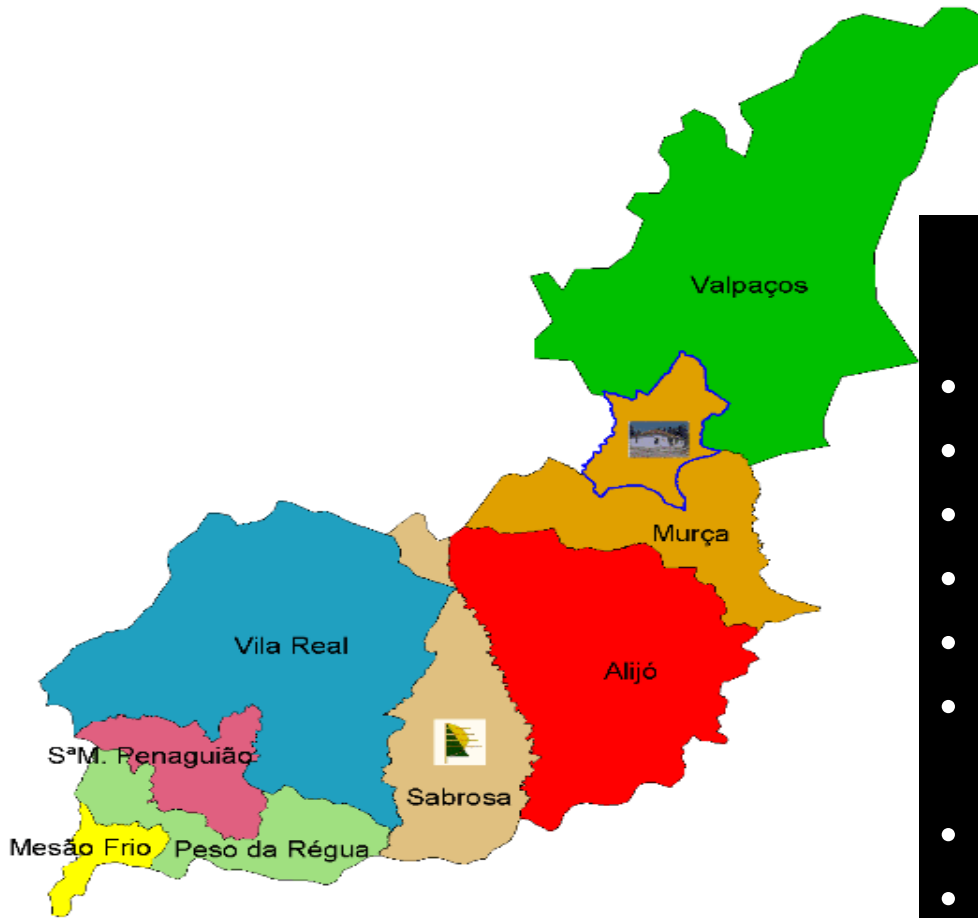 Valpaços
Murça
Vila Real
Alijó
SªM. Penaguião
Sabrosa
Mesão Frio
Peso da Régua